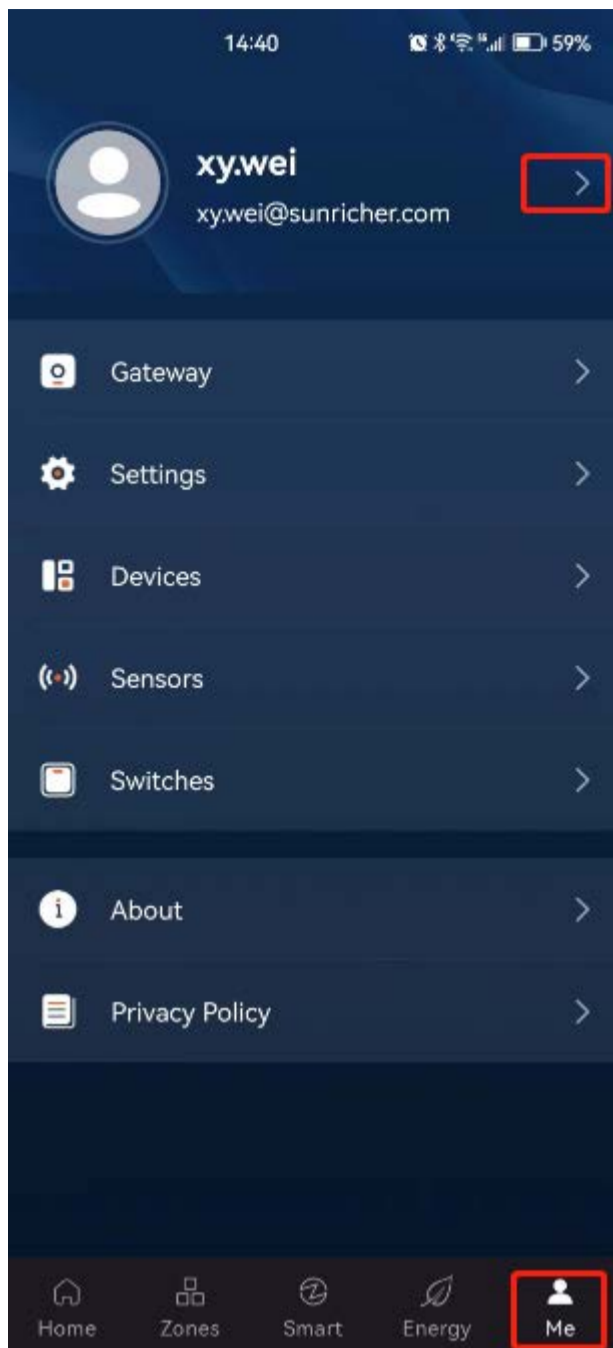 14:40 59%
xy.wei
xy.wei@sunricher.com
Gateway
Settings
Devices
Sensors
Switches
About
Privacy Policy
Home Zones Smart Energy Me